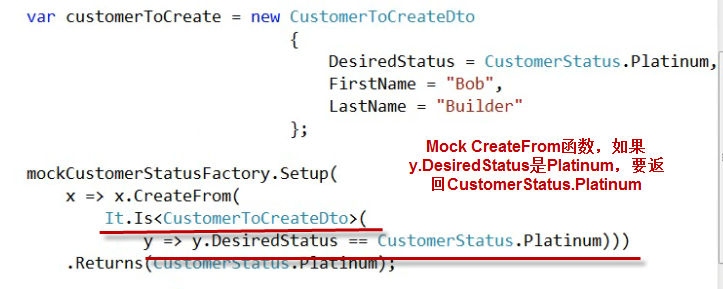 var customerToCreate = new CustomerToCreateDto
{
DesiredStatus = CustomerStatus.Platinum,
FirstName = "Bob",
LastName = "Builder"
};
Mock CreateFrom函数，如果
y.DesiredStatus是Platinum，要返
回CustomerStatus.Platinum
mockCustomerStatusFactory.Setup(
x => x.CreateFrom(
It.Is<CustomerToCreateDto>(
y => y.DesiredStatus == CustomerStatus.Platinum)))
.Returns(CustomerStatus.Platinum);